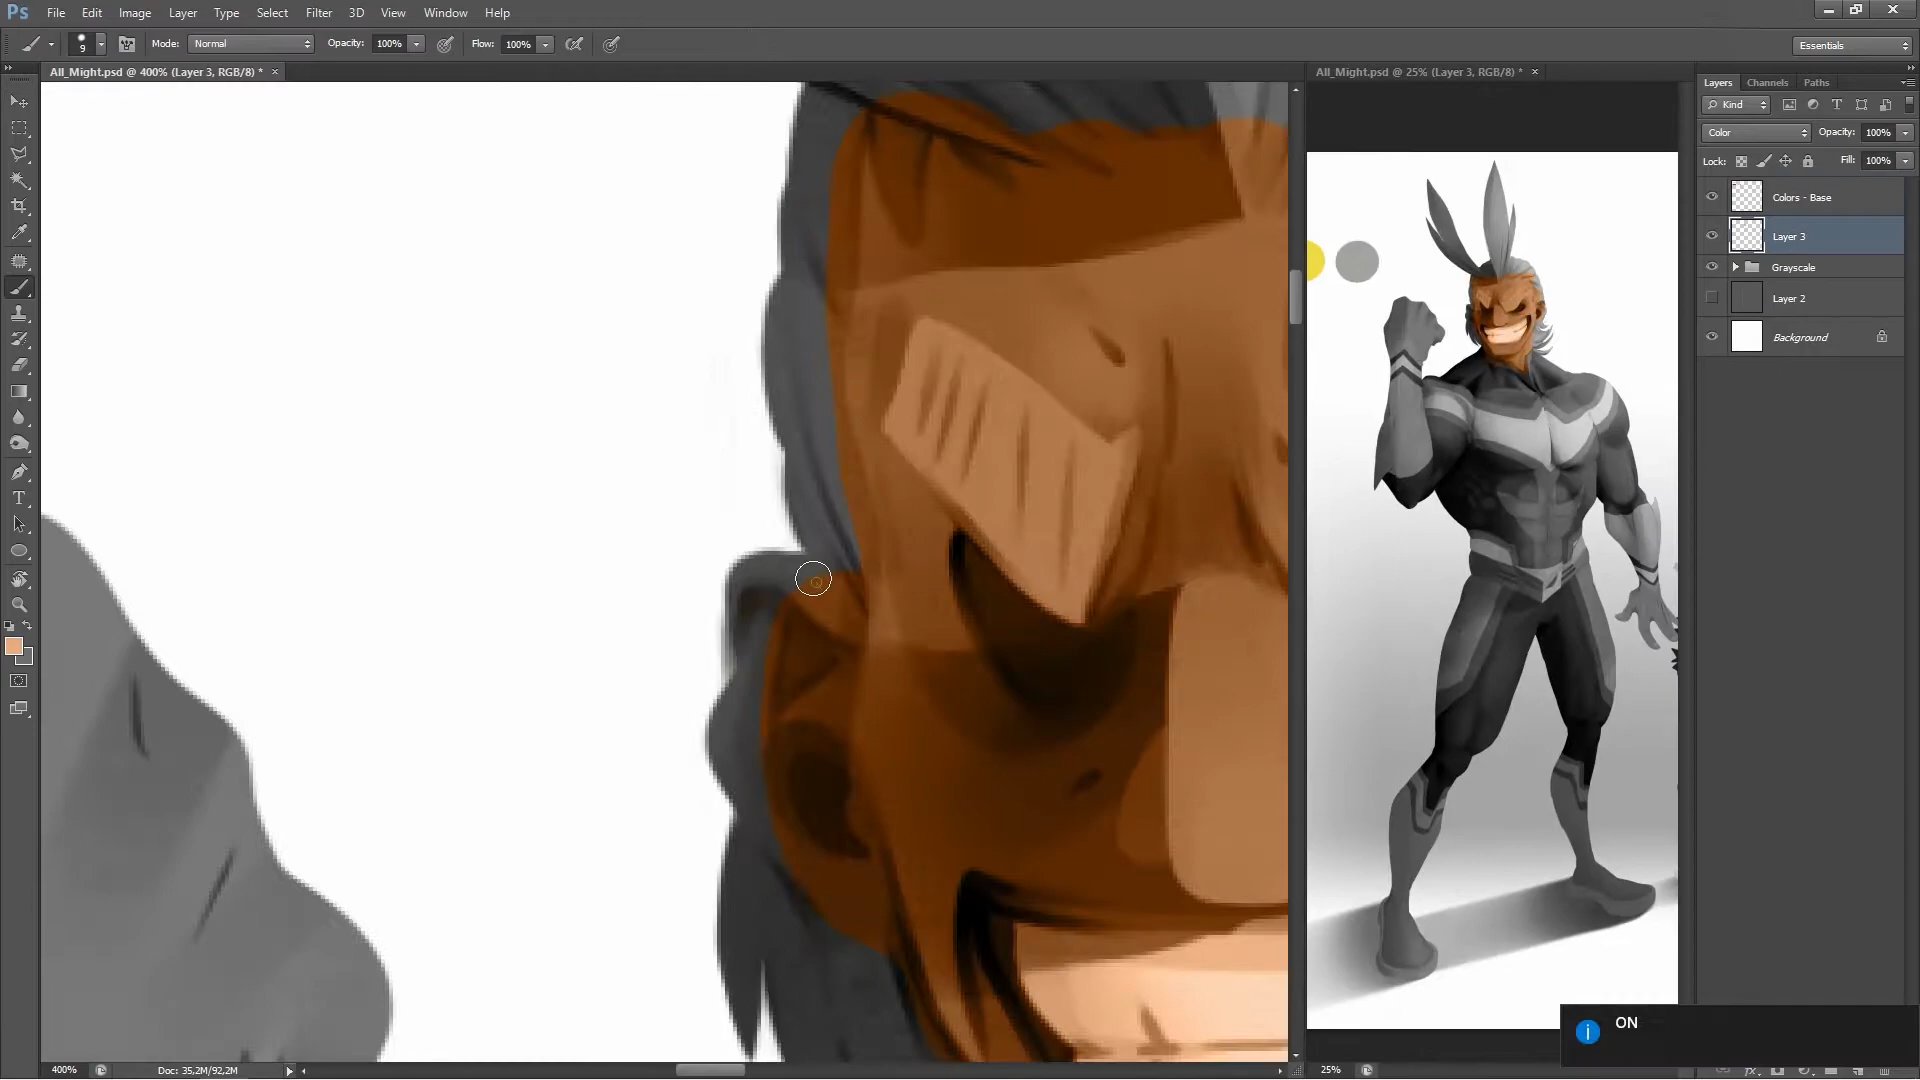 Ps File Edit Image Layer Type Select Filter 3D View Window Help
9 Mode: Normal Opacity: 100% Flow: 100% Essentials
All_Might.psd @ 400% (Layer 3, RGB/8) * × All_Might.psd @ 25% (Layer 3, RGB/8) * ×
Layers Channels Paths
Kind
Color Opacity: 100%
Lock: Fill: 100%
Colors - Base
Layer 3
Grayscale
Layer 2
Background
ON
400% Doc: 35,2M/92,2M 25%